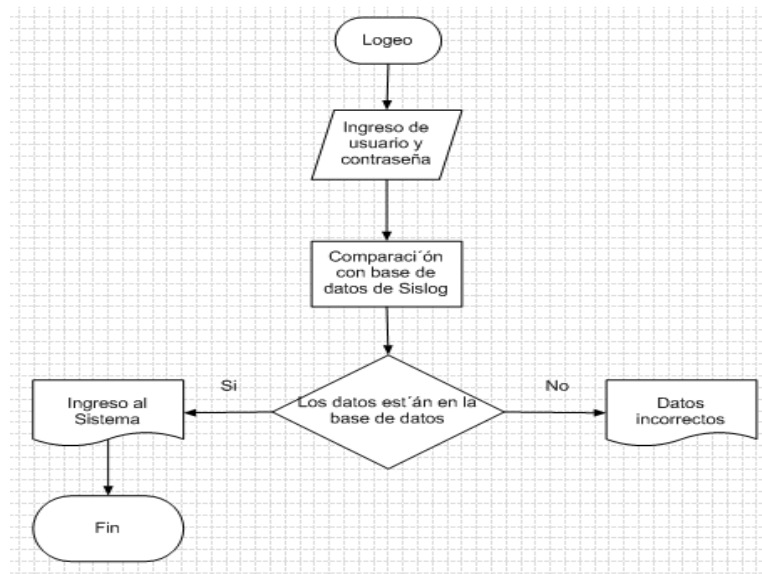 Logeo
Ingreso de
usuario y
contraseña
Comparaci´ón
con base de
datos de Sislog
Si
No
Ingreso al
Sistema
Los datos est´án en la
base de datos
Datos
incorrectos
Fin